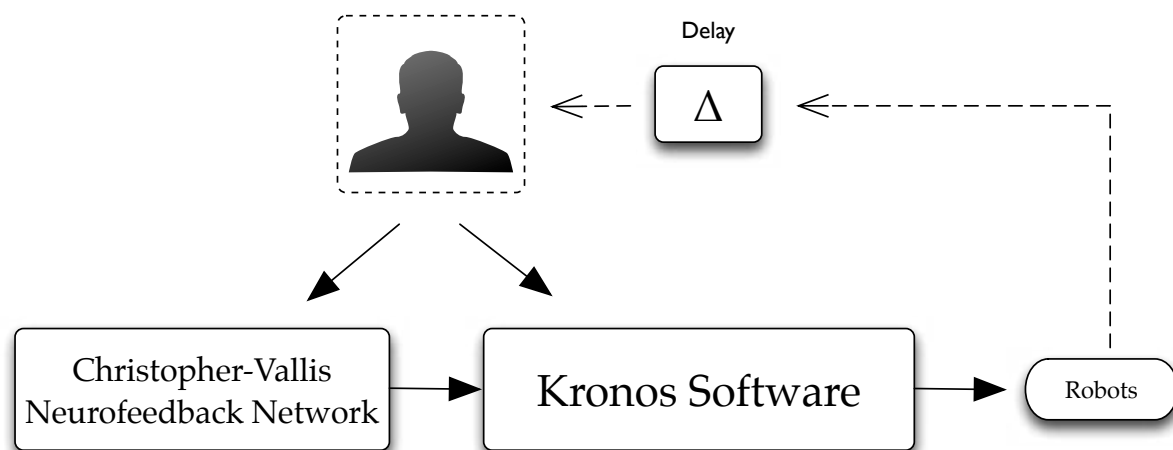 Delay
Δ
Christopher-Vallis
Neurofeedback Network
Kronos Software
Robots